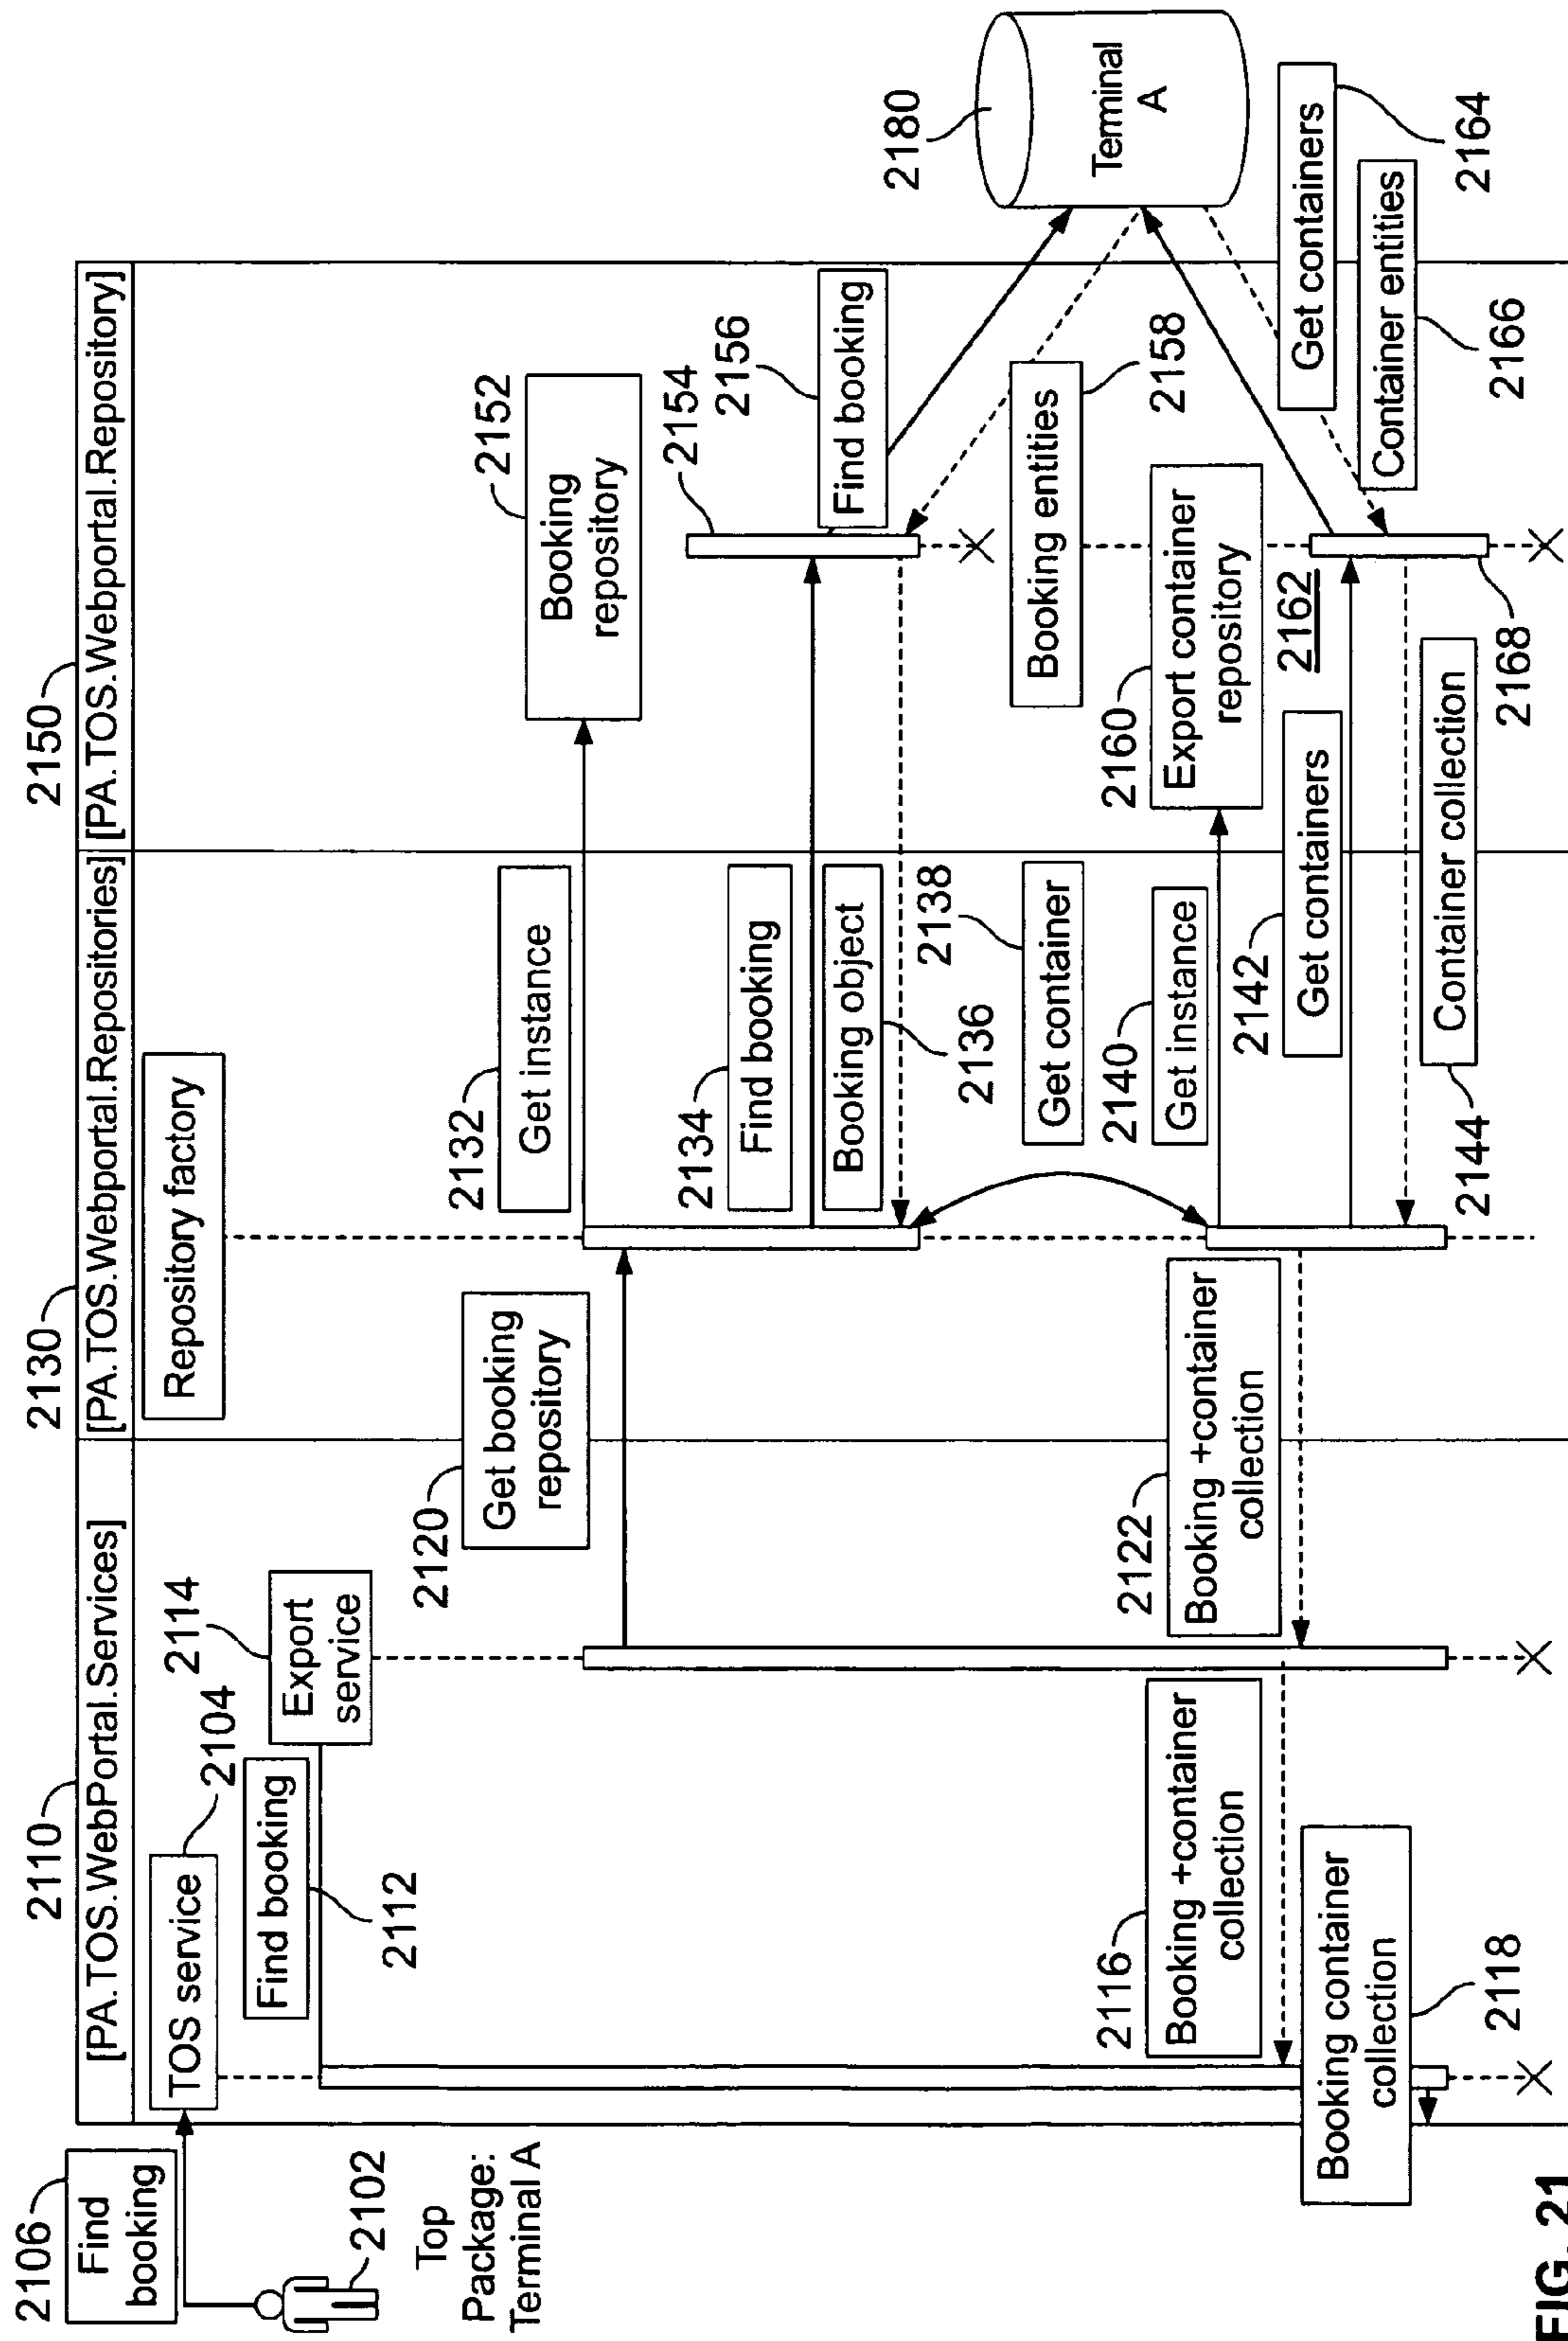 2110
2130
2150
[PA.TOS.WebPortal.Services]
[PA.TOS.Webportal.Repositories]
[PA.TOS.Webportal.Repository]
2106
Find
booking
2102
Top
Package:
Terminal A
TOS service
2104
Find booking
2112
2114
Export
service
2116
Booking +container
collection
Booking container
collection
2118
2120
Get booking
repository
2122
Booking +container
collection
Repository factory
2132
Get instance
2134
Find booking
Booking object
2136
2138
Get container
2140
Get instance
2142
Get containers
Container collection
2144
2152
Booking
repository
2154
2156
Find booking
Booking entities
2158
2160
Export container
repository
2162
2168
2180
Terminal
A
Get containers
2164
Container entities
2166
FIG. 21